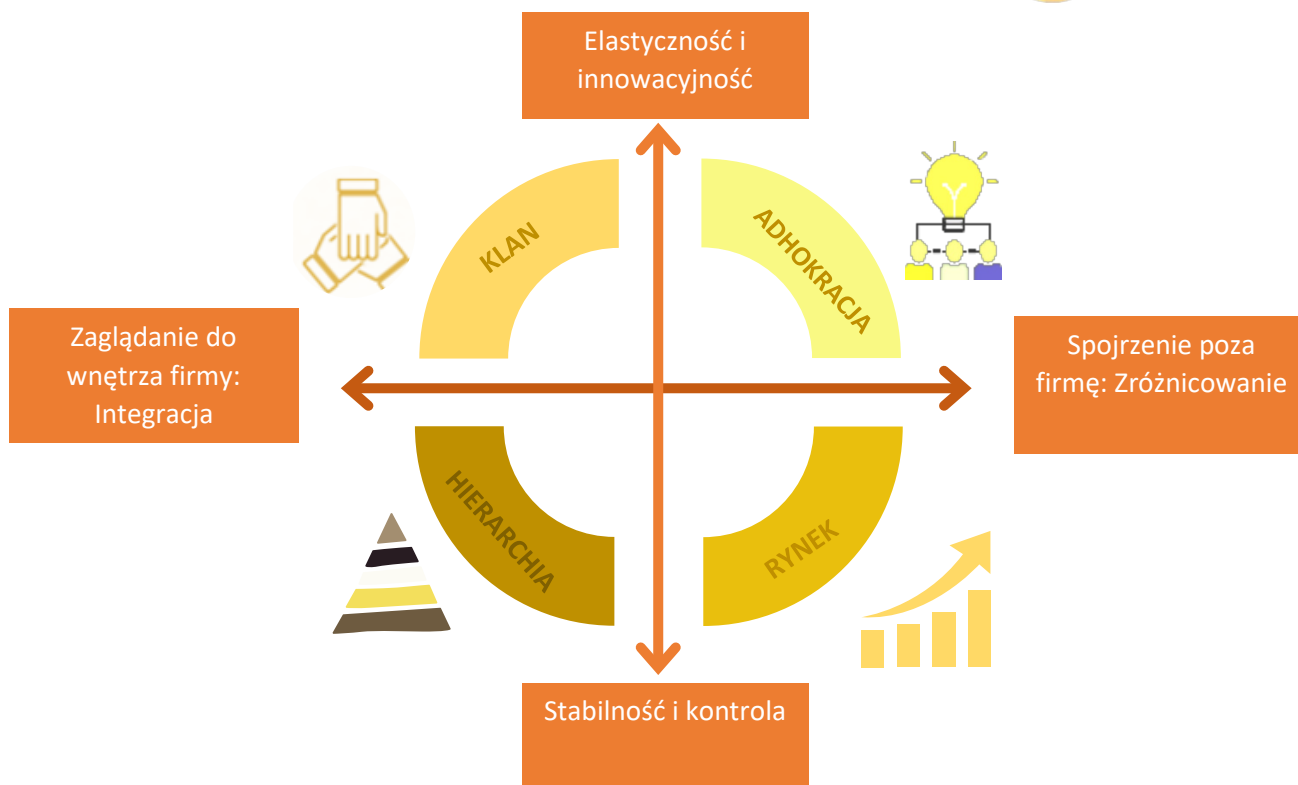 Elastyczność i
innowacyjność
KLAN
ADHOKRACJA
Zaglądanie do
wnętrza firmy:
Integracja
Spojrzenie poza
firmę: Zróżnicowanie
HIERARCHIA
RYNEK
Stabilność i kontrola